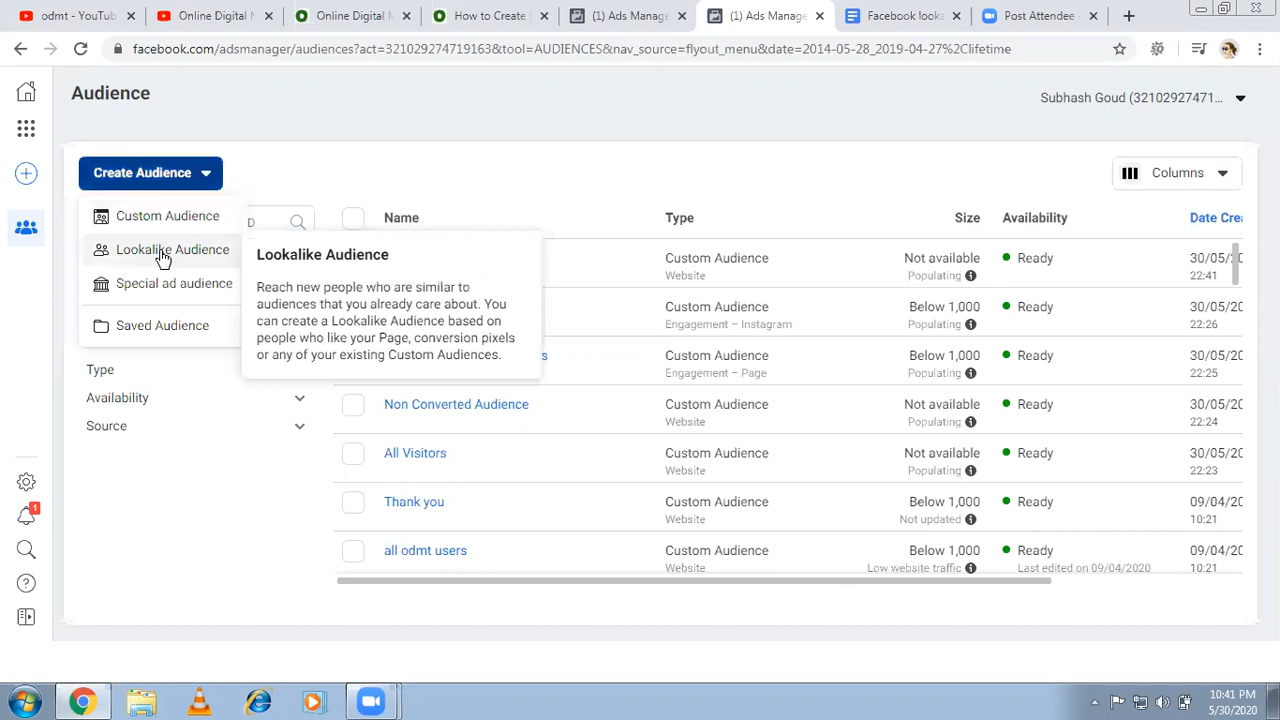 odmt - YouTube
Online Digital M
Online Digital M
How to Create
(1) Ads Manage
(1) Ads Manage
Facebook looka
Post Attendee -
facebook.com/adsmanager/audiences?act=321029274719163&tool=AUDIENCES&nav_source=flyout_menu&date=2014-05-28_2019-04-27%2Clifetime
Audience
Subhash Goud (32102927471...
Create Audience
Columns
Custom Audience
Lookalike Audience
Special ad audience
Saved Audience
D
Type
Availability
Source
Lookalike Audience
Reach new people who are similar to
audiences that you already care about. You
can create a Lookalike Audience based on
people who like your Page, conversion pixels
or any of your existing Custom Audiences.
Name Type Size Availability Date Crea
Custom Audience Not available Ready 30/05/20
Website Populating 22:41
Custom Audience Below 1,000 Ready 30/05/20
Engagement – Instagram Populating 22:26
s Custom Audience Below 1,000 Ready 30/05/20
Engagement – Page Populating 22:25
Non Converted Audience Custom Audience Not available Ready 30/05/20
Website Populating 22:24
All Visitors Custom Audience Not available Ready 30/05/20
Website Populating 22:23
Thank you Custom Audience Below 1,000 Ready 09/04/20
Website Not updated 10:21
all odmt users Custom Audience Below 1,000 Ready 09/04/20
Website Low website traffic Last edited on 09/04/2020 10:21
1
10:41 PM
5/30/2020